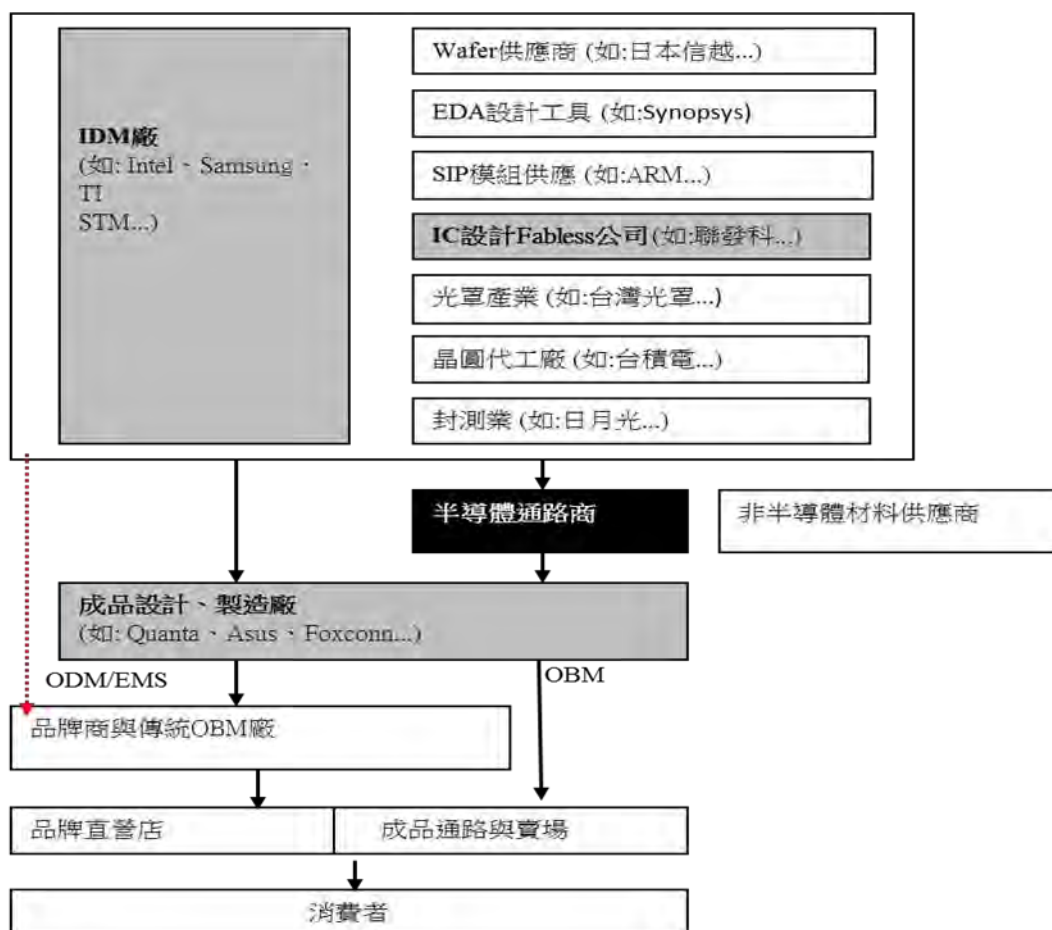 IDM廠
(如: Intel、Samsung、
TI
STM...)
Wafer供應商 (如:日本信越...)
EDA設計工具 (如:Synopsys)
SIP模組供應 (如:ARM...)
IC設計Fabless公司(如:聯發科...)
光罩產業 (如:台灣光罩...)
晶圓代工廠 (如:台積電...)
封測業 (如:日月光...)
半導體通路商
非半導體材料供應商
成品設計、製造廠
(如: Quanta、Asus、Foxconn...)
ODM/EMS
OBM
品牌商與傳統OBM廠
品牌直營店
成品通路與賣場
消費者